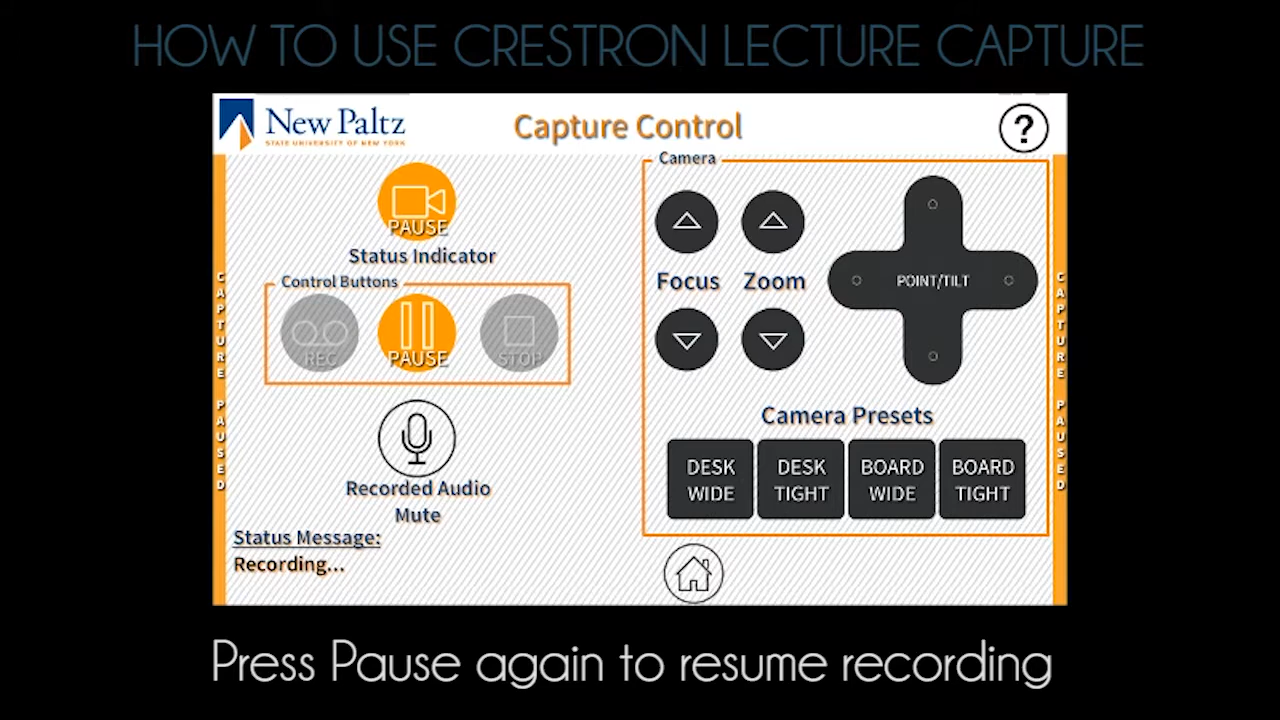 HOW TO USE CRESTRON LECTURE CAPTURE
New Paltz
STATE UNIVERSITY OF NEW YORK
Capture Control
?
CAPTURE PAUSED
PAUSE
Status Indicator
Control Buttons
REC
PAUSE
STOP
Recorded Audio
Mute
Status Message:
Recording...
Camera
Focus
Zoom
POINT/TILT
Camera Presets
DESK
WIDE
DESK
TIGHT
BOARD
WIDE
BOARD
TIGHT
CAPTURE PAUSED
Press Pause again to resume recording